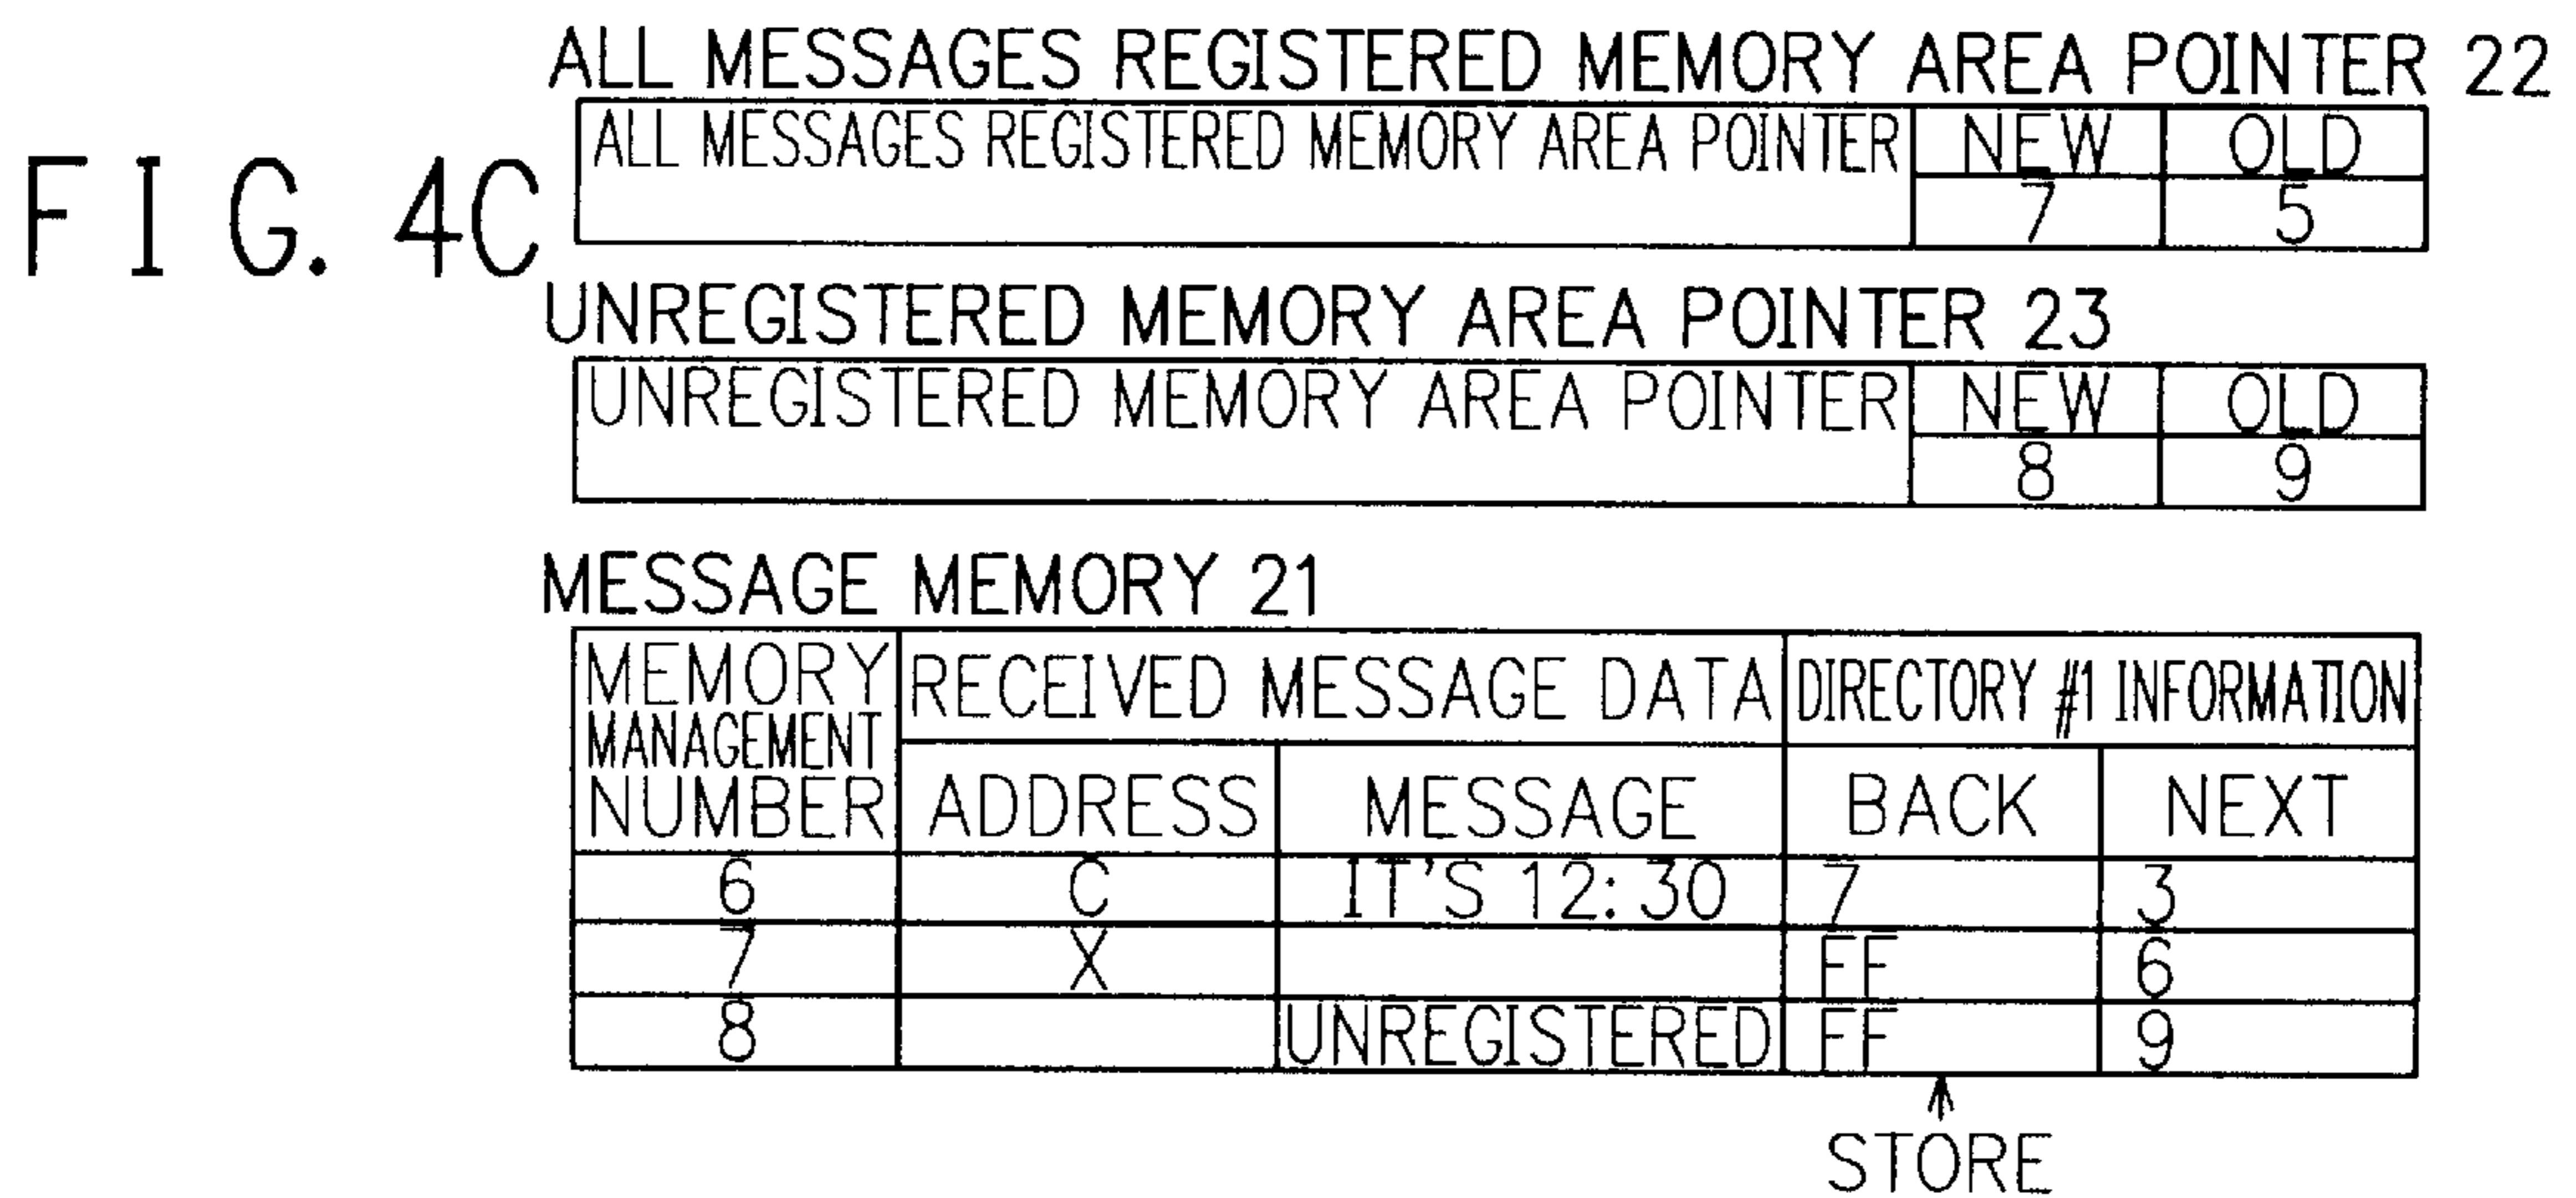 ALL MESSAGES REGISTERED MEMORY AREA POINTER 22
ALL MESSAGES REGISTERED MEMORY AREA POINTER NEW OLD
7 5
FIG. 4C
UNREGISTERED MEMORY AREA POINTER 23
UNREGISTERED MEMORY AREA POINTER NEW OLD
8 9
MESSAGE MEMORY 21
MEMORY MANAGEMENT NUMBER RECEIVED MESSAGE DATA DIRECTORY #1 INFORMATION
ADDRESS MESSAGE BACK NEXT
6 C IT'S 12:30 7 3
7 X FF 6
8 UNREGISTERED FF 9
STORE